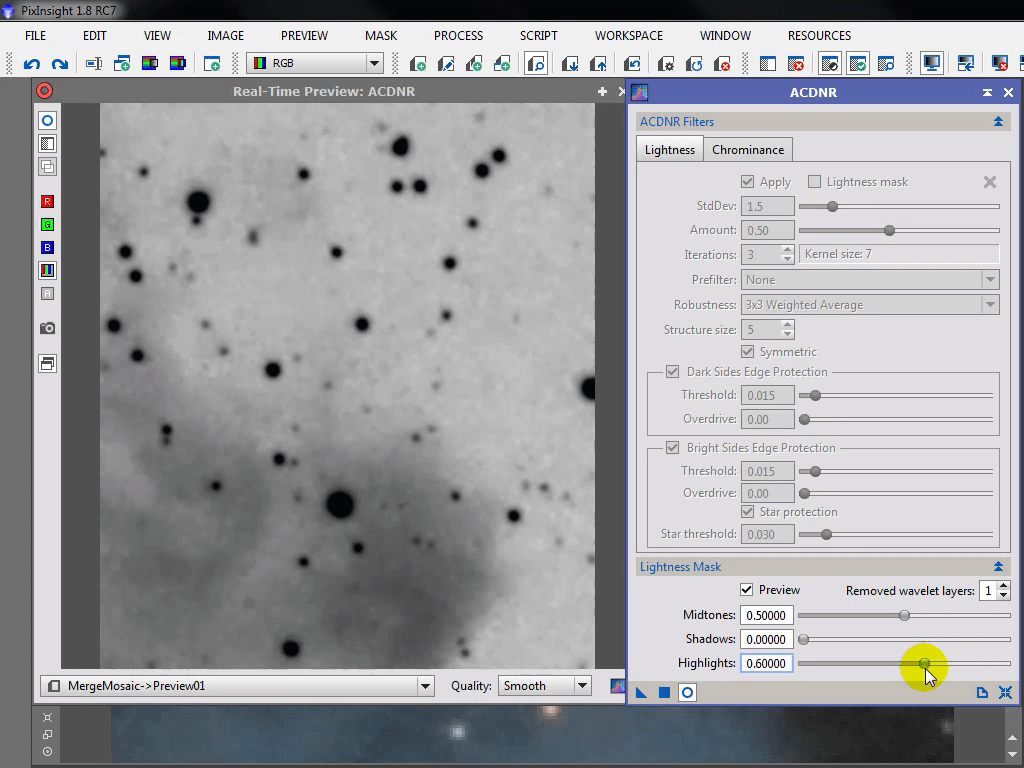 PixInsight 1.8 RC7
FILE EDIT VIEW IMAGE PREVIEW MASK PROCESS SCRIPT WORKSPACE WINDOW RESOURCES
RGB
Real-Time Preview: ACDNR
ACDNR
ACDNR Filters
Lightness Chrominance
Apply Lightness mask
StdDev: 1.5
Amount: 0.50
Iterations: 3 Kernel size: 7
Prefilter: None
Robustness: 3x3 Weighted Average
Structure size: 5
Symmetric
Dark Sides Edge Protection
Threshold: 0.015
Overdrive: 0.00
Bright Sides Edge Protection
Threshold: 0.015
Overdrive: 0.00
Star protection
Star threshold: 0.030
Lightness Mask
Preview Removed wavelet layers: 1
Midtones: 0.50000
Shadows: 0.00000
Highlights: 0.60000
R
G
B
A
MergeMosaic->Preview01 Quality: Smooth